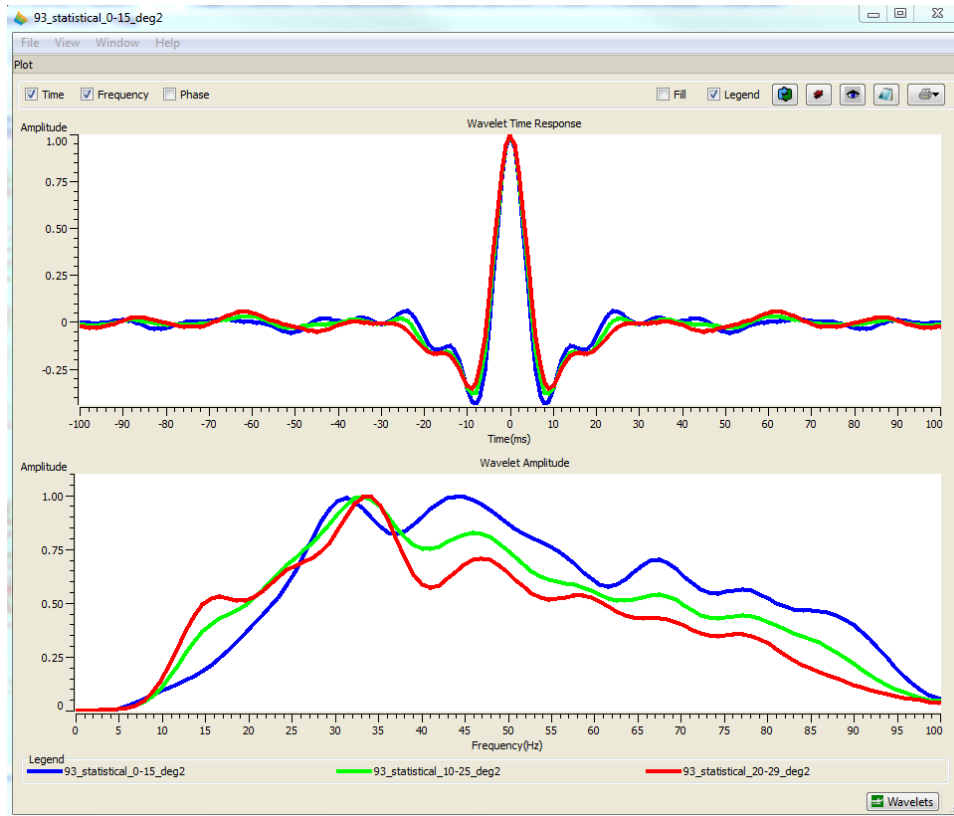 93_statistical_0-15_deg2
File View Window Help
Plot
Time Frequency Phase Fill Legend
Wavelet Time Response
Amplitude
1.00
0.75
0.50
0.25
0
-0.25
-100 -90 -80 -70 -60 -50 -40 -30 -20 -10 0 10 20 30 40 50 60 70 80 90 100
Time(ms)
Wavelet Amplitude
Amplitude
1.00
0.75
0.50
0.25
0
0 5 10 15 20 25 30 35 40 45 50 55 60 65 70 75 80 85 90 95 100
Frequency(Hz)
Legend
93_statistical_0-15_deg2 93_statistical_10-25_deg2 93_statistical_20-29_deg2
Wavelets